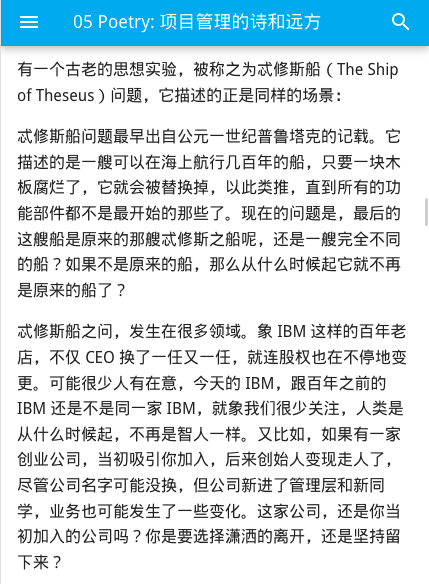 05 Poetry: 项目管理的诗和远方
有一个古老的思想实验，被称之为忒修斯船（The Ship
of Theseus）问题，它描述的正是同样的场景：
忒修斯船问题最早出自公元一世纪普鲁塔克的记载。它
描述的是一艘可以在海上航行几百年的船，只要一块木
板腐烂了，它就会被替换掉，以此类推，直到所有的功
能部件都不是最开始的那些了。现在的问题是，最后的
这艘船是原来的那艘忒修斯之船呢，还是一艘完全不同
的船？如果不是原来的船，那么从什么时候起它就不再
是原来的船了？
忒修斯船之问，发生在很多领域。象 IBM 这样的百年老
店，不仅 CEO 换了一任又一任，就连股权也在不停地变
更。可能很少人有在意，今天的 IBM，跟百年之前的
IBM 还是不是同一家 IBM，就象我们很少关注，人类是
从什么时候起，不再是智人一样。又比如，如果有一家
创业公司，当初吸引你加入，后来创始人变现走人了，
尽管公司名字可能没换，但公司新进了管理层和新同
学，业务也可能发生了一些变化。这家公司，还是你当
初加入的公司吗？你是要选择潇洒的离开，还是坚持留
下来？